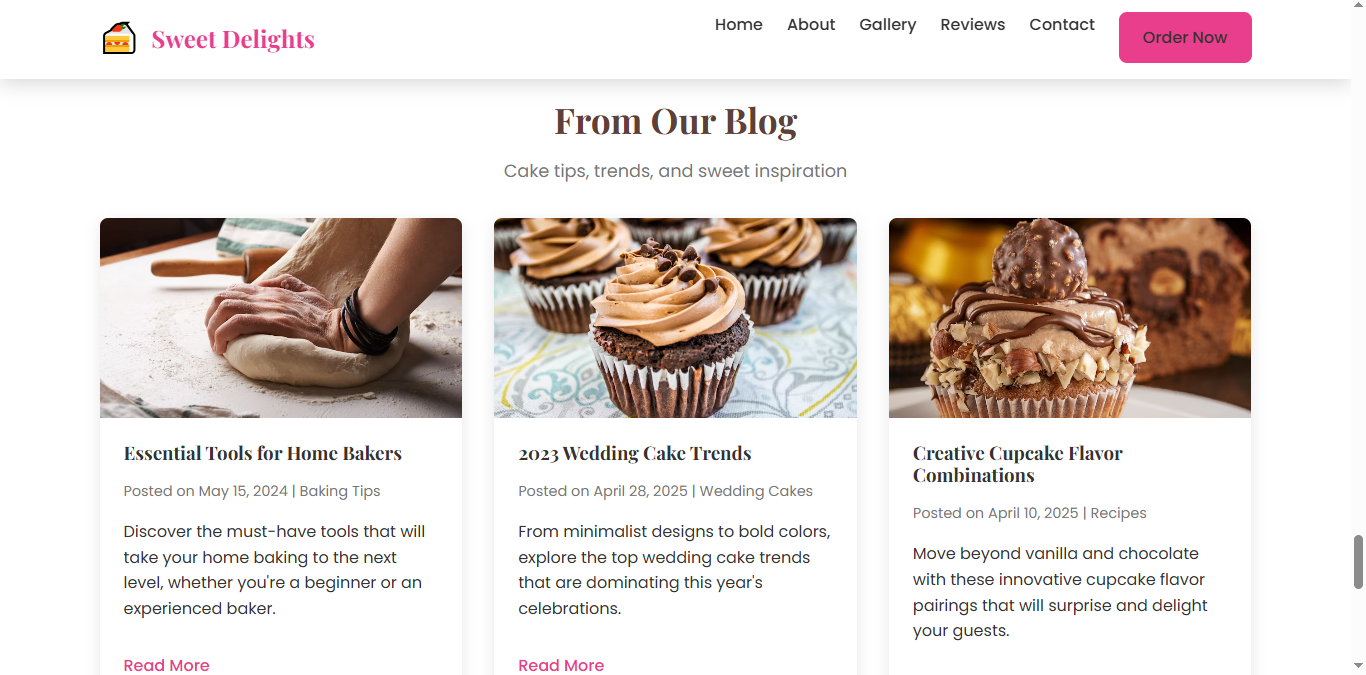 Sweet Delights
Home
About
Gallery
Reviews
Contact
Order Now
From Our Blog
Cake tips, trends, and sweet inspiration
Essential Tools for Home Bakers
Posted on May 15, 2024 | Baking Tips
Discover the must-have tools that will
take your home baking to the next
level, whether you're a beginner or an
experienced baker.
Read More
2023 Wedding Cake Trends
Posted on April 28, 2025 | Wedding Cakes
From minimalist designs to bold colors,
explore the top wedding cake trends
that are dominating this year's
celebrations.
Read More
Creative Cupcake Flavor
Combinations
Posted on April 10, 2025 | Recipes
Move beyond vanilla and chocolate
with these innovative cupcake flavor
pairings that will surprise and delight
your guests.